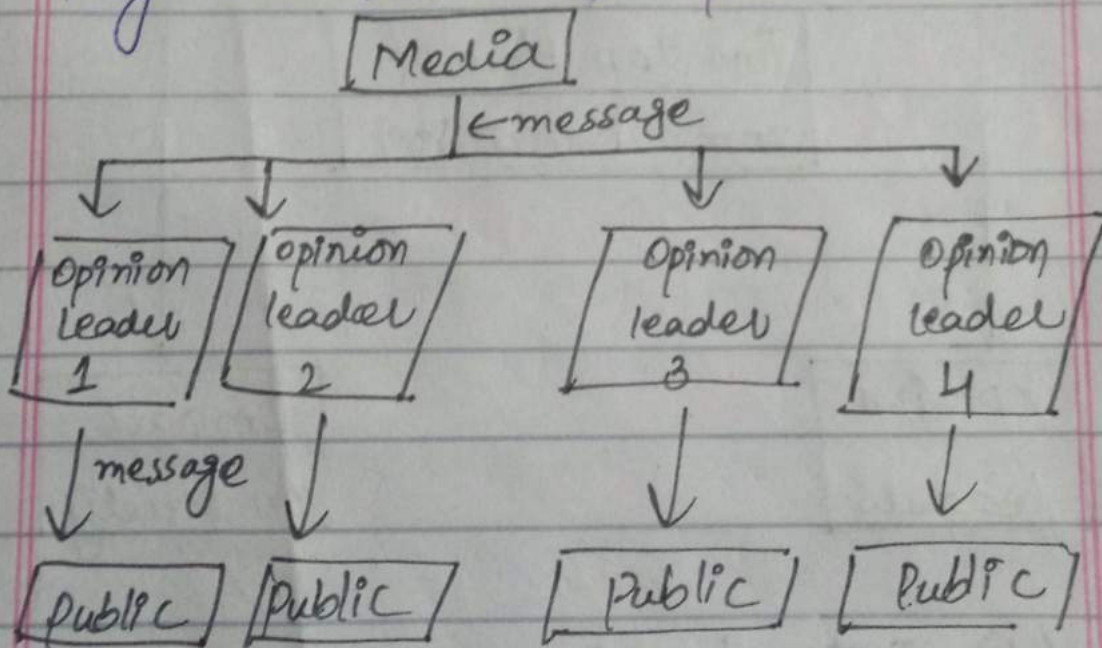 Media
←message
Opinion
leader
1
opinion
leader
2
Opinion
leader
3
Opinion
leader
4
message
Public
Public
Public
Public